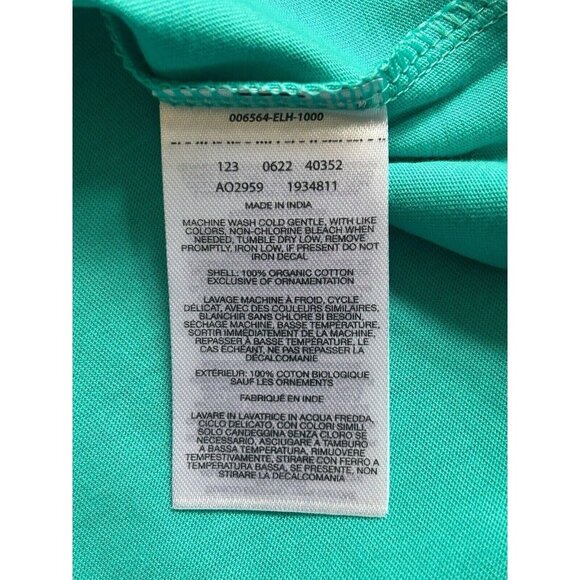 006564-ELH-1000
123 0622 40352
AO2959 1934811
MADE IN INDIA
MACHINE WASH COLD GENTLE, WITH LIKE
COLORS, NON-CHLORINE BLEACH WHEN
NEEDED, TUMBLE DRY LOW, REMOVE
PROMPTLY, IRON LOW, IF PRESENT DO NOT
IRON DECAL
SHELL: 100% ORGANIC COTTON
EXCLUSIVE OF ORNAMENTATION
LAVAGE MACHINE À FROID, CYCLE
DÉLICAT, AVEC DES COULEURS SIMILAIRES,
BLANCHIR SANS CHLORE SI BESOIN,
SÉCHAGE MACHINE, BASSE TEMPÉRATURE,
SORTIR IMMÉDIATEMENT DE LA MACHINE,
REPASSER À BASSE TEMPÉRATURE, LE
CAS ÉCHÉANT, NE PAS REPASSER LA
DÉCALCOMANIE
EXTÉRIEUR: 100% COTON BIOLOGIQUE
SAUF LES ORNEMENTS
FABRIQUÉ EN INDE
LAVARE IN LAVATRICE IN ACQUA FREDDA,
CICLO DELICATO, CON COLORI SIMILI,
SOLO CANDEGGINA SENZA CLORO SE
NECESSARIO, ASCIUGARE A TAMBURO
A BASSA TEMPERATURA, RIMUOVERE
TEMPESTIVAMENTE, STIRARE CON FERRO A
TEMPERATURA BASSA, SE PRESENTE, NON
STIRARE LA DECALCOMANIA